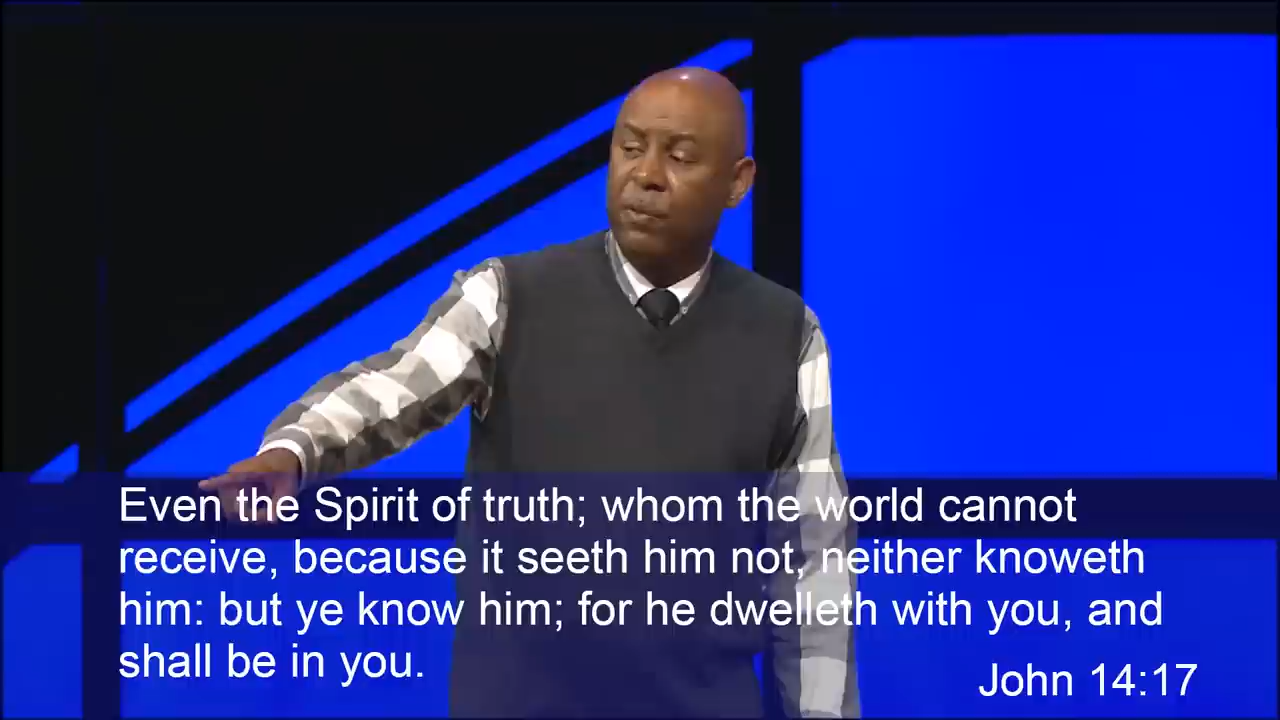 Even the Spirit of truth; whom the world cannot
receive, because it seeth him not, neither knoweth
him: but ye know him; for he dwelleth with you, and
shall be in you.
John 14:17